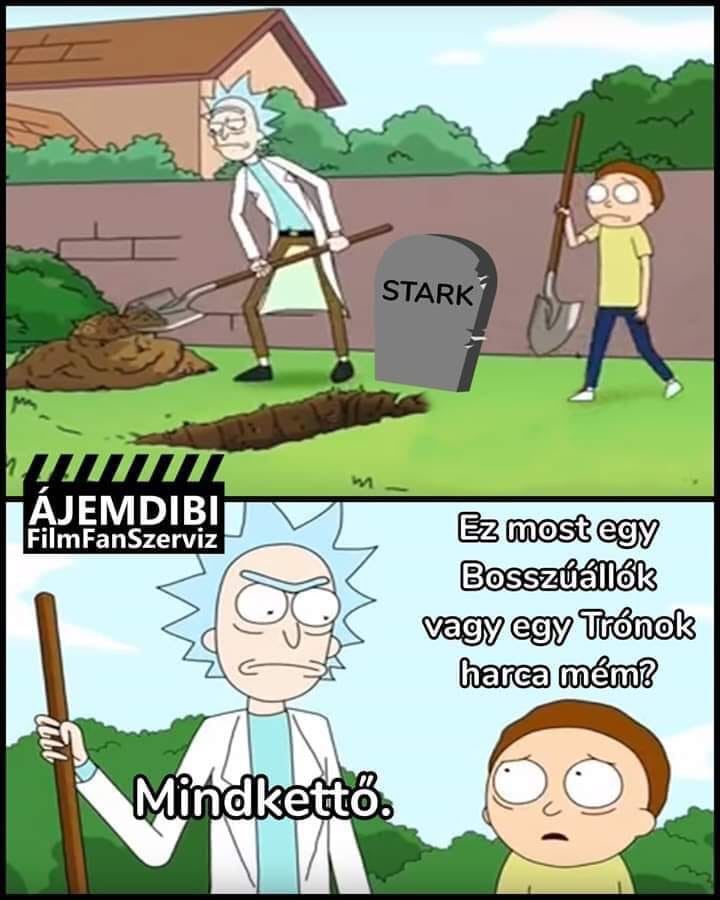 STARK
ÁJEMDIBI
FilmFanSzerviz
Ez most egy
Bosszúállók
vagy egy Trónok
harca mém?
Mindkettő.